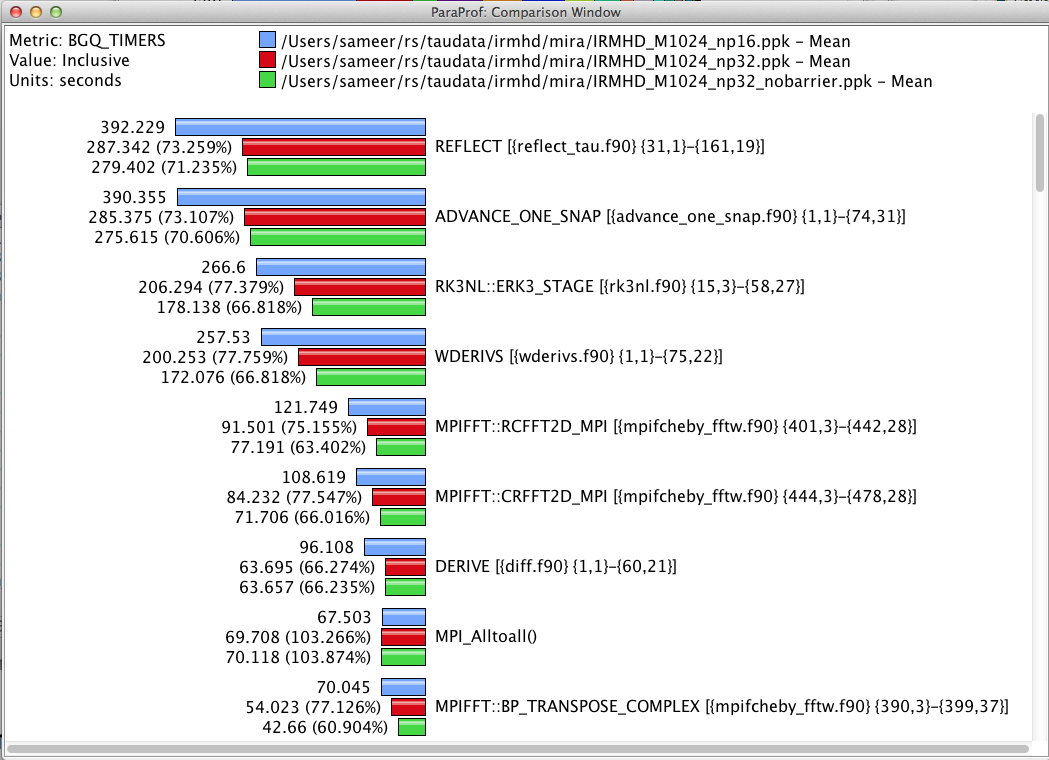 ParaProf: Comparison Window
Metric: BGQ_TIMERS
Value: Inclusive
Units: seconds
/Users/sameer/rs/taudata/irmhd/mira/IRMHD_M1024_np16.ppk – Mean
/Users/sameer/rs/taudata/irmhd/mira/IRMHD_M1024_np32.ppk – Mean
/Users/sameer/rs/taudata/irmhd/mira/IRMHD_M1024_np32_nobarrier.ppk – Mean
392.229
287.342 (73.259%)
279.402 (71.235%)
REFLECT [{reflect_tau.f90} {31,1}–{161,19}]
390.355
285.375 (73.107%)
275.615 (70.606%)
ADVANCE_ONE_SNAP [{advance_one_snap.f90} {1,1}–{74,31}]
266.6
206.294 (77.379%)
178.138 (66.818%)
RK3NL::ERK3_STAGE [{rk3nl.f90} {15,3}–{58,27}]
257.53
200.253 (77.759%)
172.076 (66.818%)
WDERIVS [{wderivs.f90} {1,1}–{75,22}]
121.749
91.501 (75.155%)
77.191 (63.402%)
MPIFFT::RCFFT2D_MPI [{mpifcheby_fftw.f90} {401,3}–{442,28}]
108.619
84.232 (77.547%)
71.706 (66.016%)
MPIFFT::CRFFT2D_MPI [{mpifcheby_fftw.f90} {444,3}–{478,28}]
96.108
63.695 (66.274%)
63.657 (66.235%)
DERIVE [{diff.f90} {1,1}–{60,21}]
67.503
69.708 (103.266%)
70.118 (103.874%)
MPI_Alltoall()
70.045
54.023 (77.126%)
42.66 (60.904%)
MPIFFT::BP_TRANSPOSE_COMPLEX [{mpifcheby_fftw.f90} {390,3}–{399,37}]